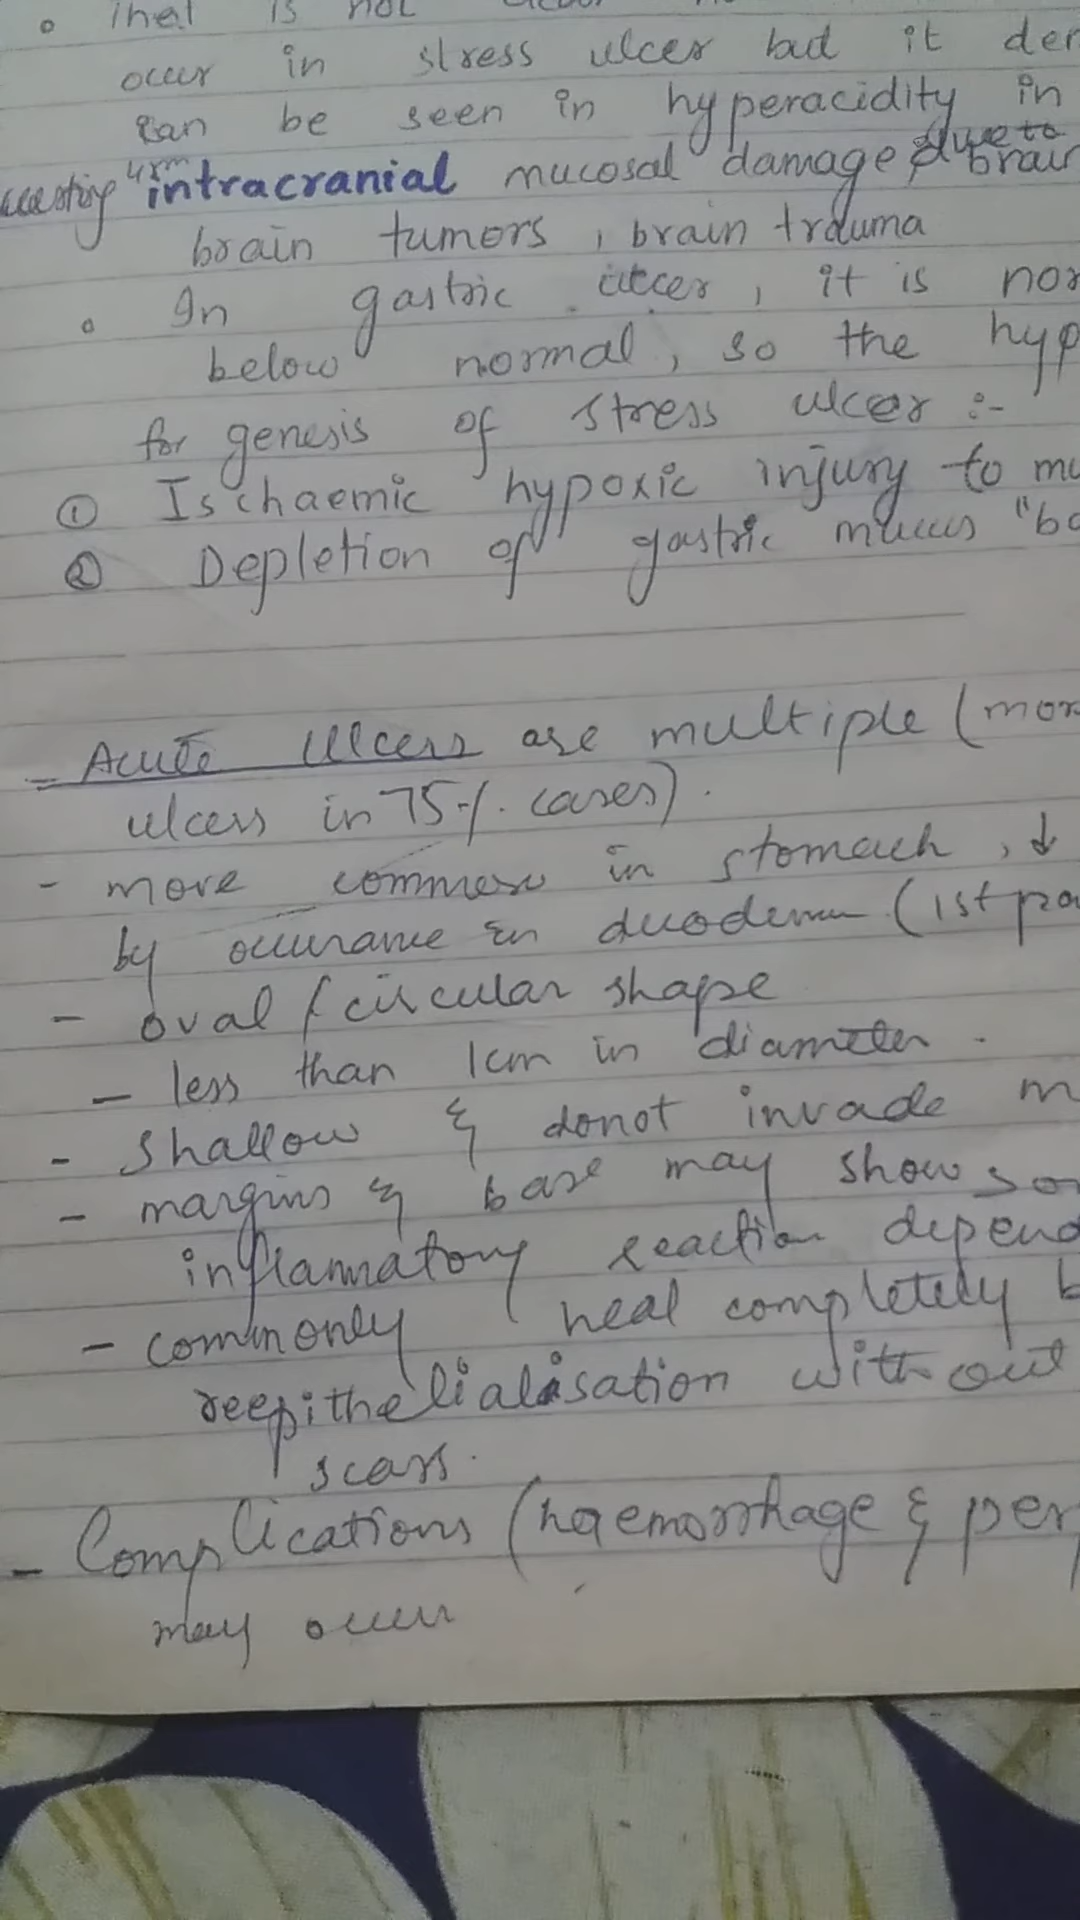 • That is not
occur in stress ulcer but it
can be seen in hyperacidity in
intracranial mucosal damage due to brain
brain tumors, brain trauma
• In gastric ulcer, it is
below normal, so the
for genesis of stress ulcer :-
① Ischaemic hypoxic injury to
② Depletion of gastric mucus
- Acute Ulcers are multiple (
ulcers in 75%. cases).
- more common in stomach, ↓
by occurance in duodenum (1st
- oval / circular shape
- less than 1cm in diameter.
- shallow & donot invade
- margins & base may show
inflammatory reaction
- commonly heal completely
reepithelialisation without
scars.
- Complications (haemorrhage &
may occur